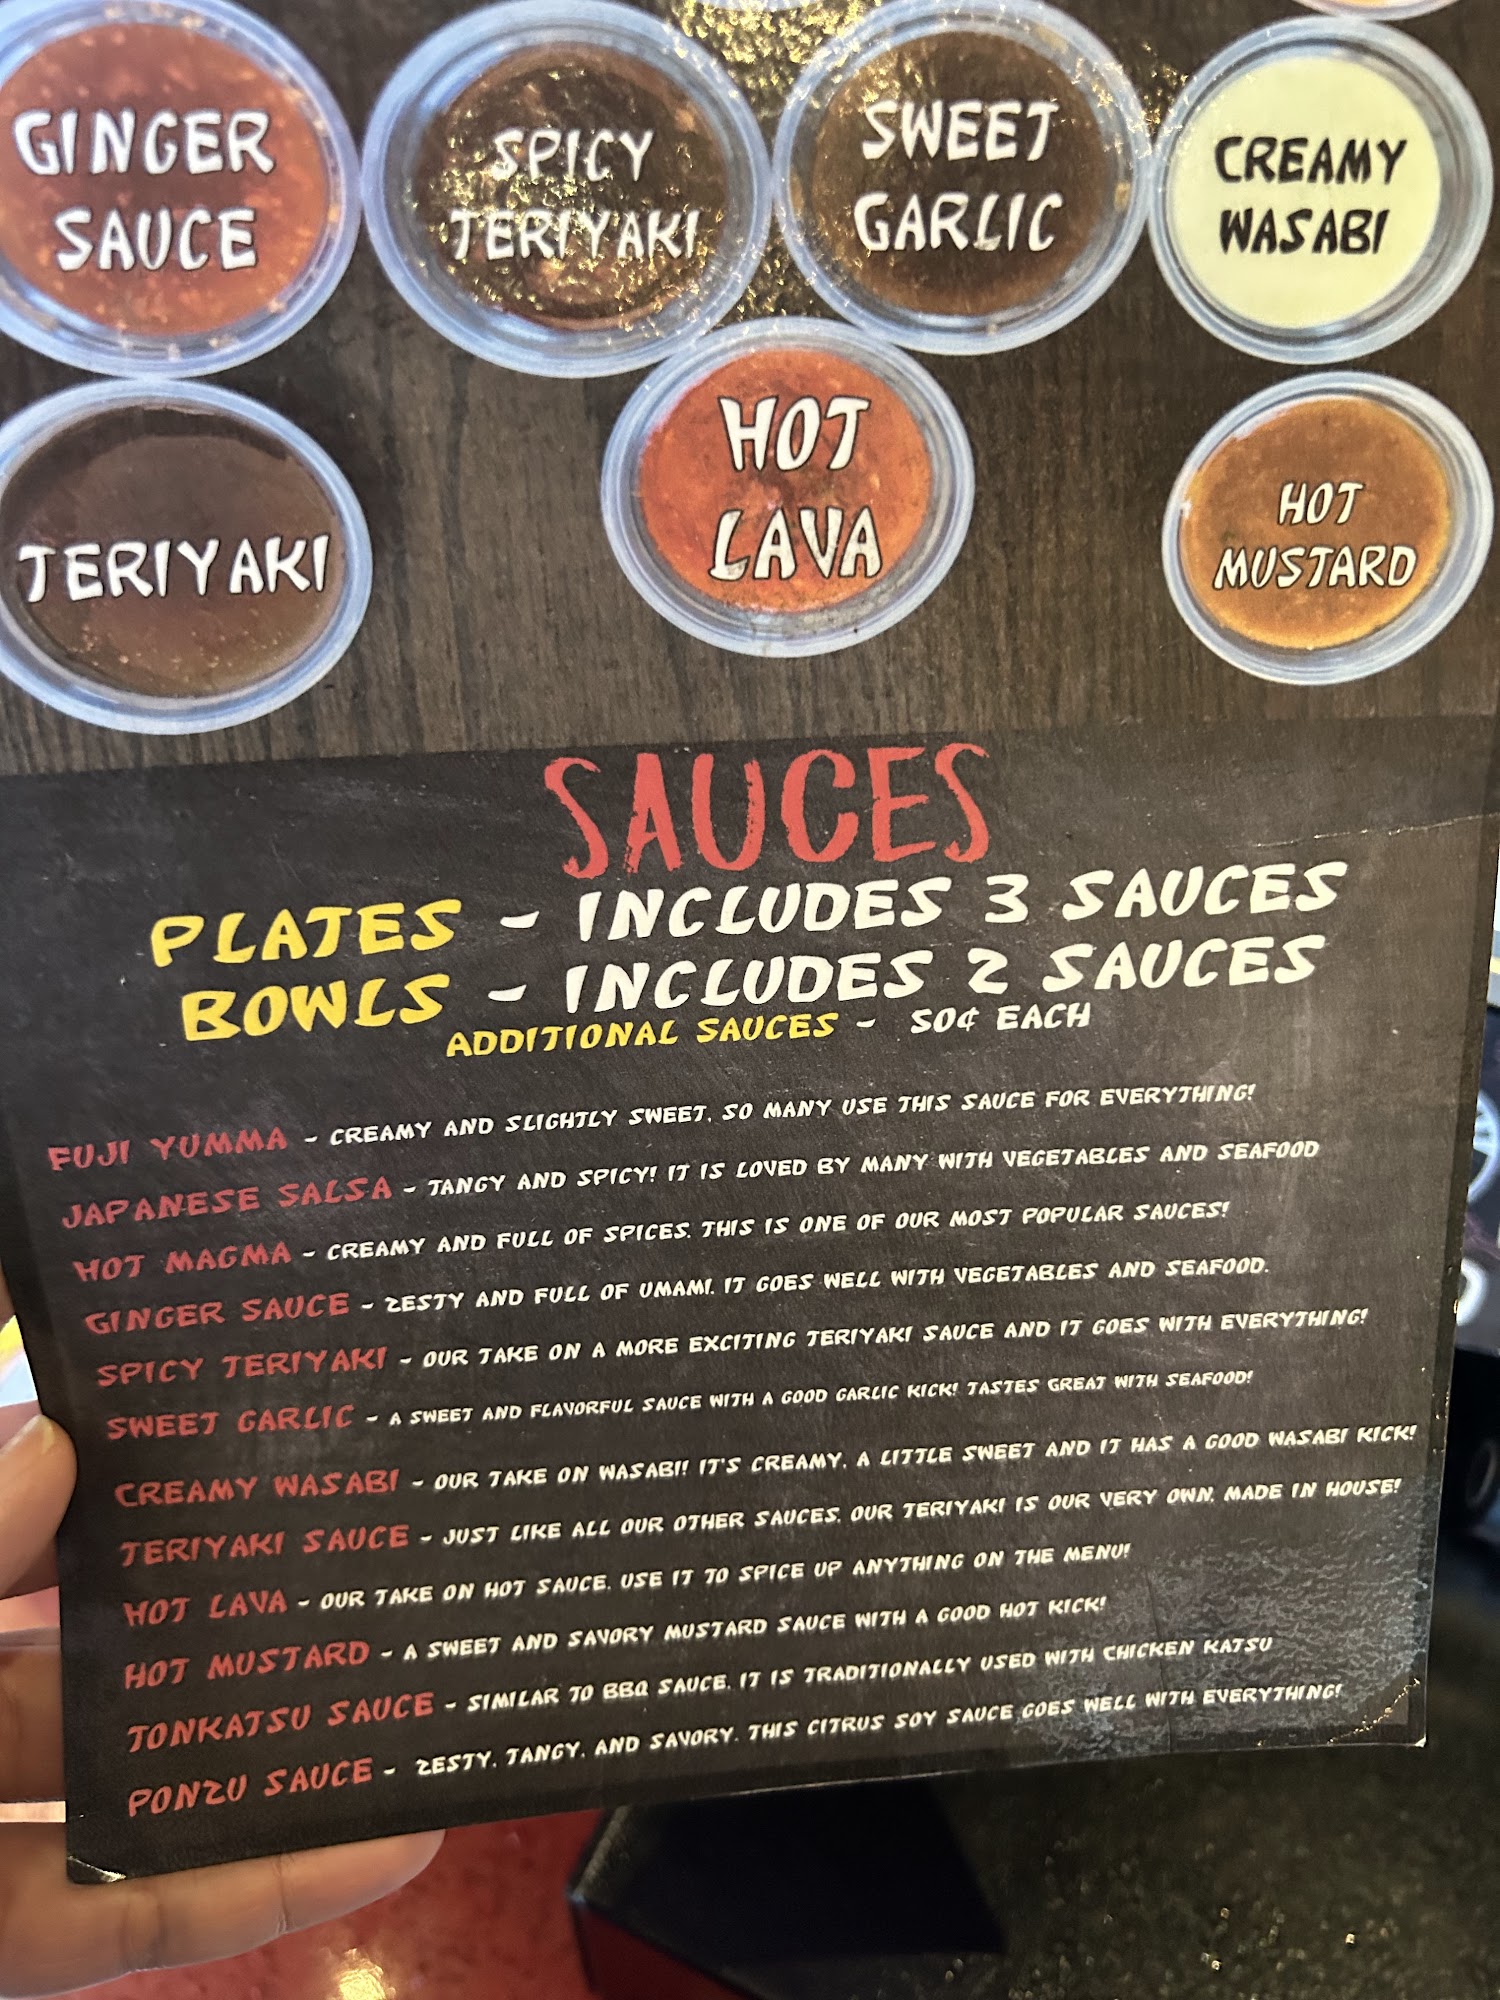 GINGER
SAUCE
SPICY
TERIYAKI
SWEET
GARLIC
CREAMY
WASABI
TERIYAKI
HOT
LAVA
HOT
MUSTARD
SAUCES
PLATES - INCLUDES 3 SAUCES
BOWLS - INCLUDES 2 SAUCES
ADDITIONAL SAUCES - 50¢ EACH
FUJI YUMMA - CREAMY AND SLIGHTLY SWEET, SO MANY USE THIS SAUCE FOR EVERYTHING!
JAPANESE SALSA - TANGY AND SPICY! IT IS LOVED BY MANY WITH VEGETABLES AND SEAFOOD
HOT MAGMA - CREAMY AND FULL OF SPICES. THIS IS ONE OF OUR MOST POPULAR SAUCES!
GINGER SAUCE - ZESTY AND FULL OF UMAMI. IT GOES WELL WITH VEGETABLES AND SEAFOOD.
SPICY TERIYAKI - OUR TAKE ON A MORE EXCITING TERIYAKI SAUCE AND IT GOES WITH EVERYTHING!
SWEET GARLIC - A SWEET AND FLAVORFUL SAUCE WITH A GOOD GARLIC KICK! TASTES GREAT WITH SEAFOOD!
CREAMY WASABI - OUR TAKE ON WASABI! IT'S CREAMY, A LITTLE SWEET AND IT HAS A GOOD WASABI KICK!
TERIYAKI SAUCE - JUST LIKE ALL OUR OTHER SAUCES, OUR TERIYAKI IS OUR VERY OWN, MADE IN HOUSE!
HOT LAVA - OUR TAKE ON HOT SAUCE. USE IT TO SPICE UP ANYTHING ON THE MENU!
HOT MUSTARD - A SWEET AND SAVORY MUSTARD SAUCE WITH A GOOD HOT KICK!
TONKATSU SAUCE - SIMILAR TO BBQ SAUCE. IT IS TRADITIONALLY USED WITH CHICKEN KATSU
PONZU SAUCE - ZESTY, TANGY, AND SAVORY. THIS CITRUS SOY SAUCE GOES WELL WITH EVERYTHING!